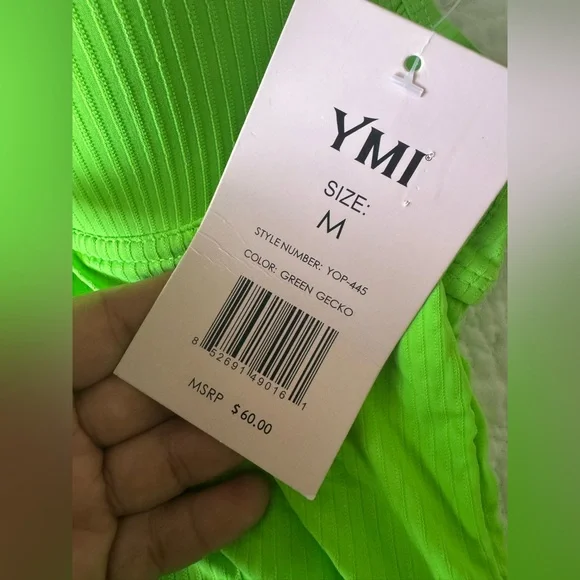 YMI®
SIZE:
M
STYLE NUMBER: YOP-445
COLOR: GREEN GECKO
8 52691 49016 1
MSRP $60.00